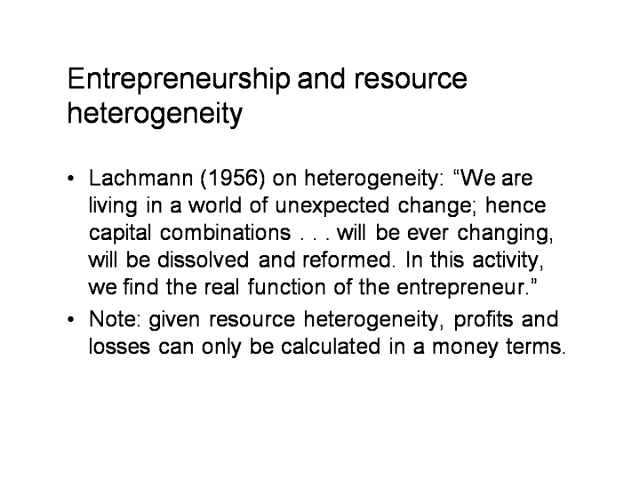 Entrepreneurship and resource
heterogeneity
• Lachmann (1956) on heterogeneity: “We are
living in a world of unexpected change; hence
capital combinations . . . will be ever changing,
will be dissolved and reformed. In this activity,
we find the real function of the entrepreneur.”
• Note: given resource heterogeneity, profits and
losses can only be calculated in a money terms.